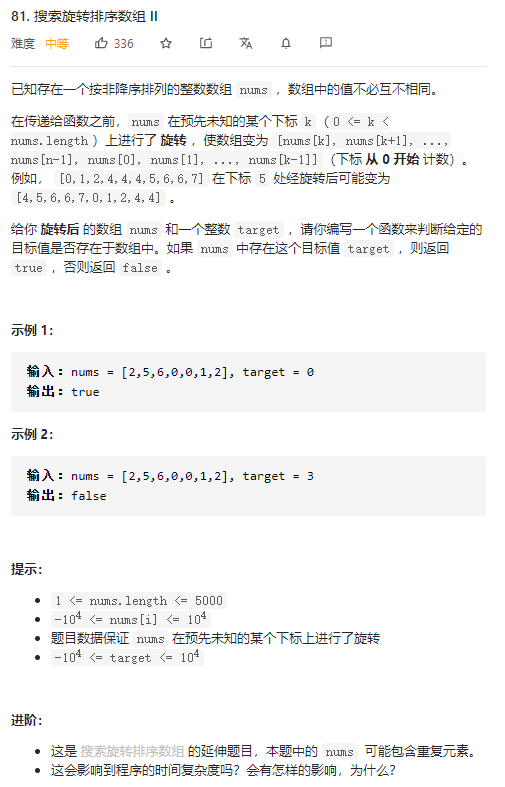 81. 搜索旋转排序数组 II
难度 中等 336
已知存在一个按非降序排列的整数数组 nums ，数组中的值不必互不相同。
在传递给函数之前， nums 在预先未知的某个下标 k （ 0 <= k <
nums.length ）上进行了 旋转 ，使数组变为 [nums[k], nums[k+1], ...,
nums[n-1], nums[0], nums[1], ..., nums[k-1]] （下标 从 0 开始 计数）。
例如， [0,1,2,4,4,4,5,6,6,7] 在下标 5 处经旋转后可能变为
[4,5,6,6,7,0,1,2,4,4] 。
给你 旋转后 的数组 nums 和一个整数 target ，请你编写一个函数来判断给定的
目标值是否存在于数组中。如果 nums 中存在这个目标值 target ，则返回
true ，否则返回 false 。
示例 1：
输入：nums = [2,5,6,0,0,1,2], target = 0
输出：true
示例 2：
输入：nums = [2,5,6,0,0,1,2], target = 3
输出：false
提示：
• 1 <= nums.length <= 5000
• -10⁴ <= nums[i] <= 10⁴
• 题目数据保证 nums 在预先未知的某个下标上进行了旋转
• -10⁴ <= target <= 10⁴
进阶：
• 这是 搜索旋转排序数组 的延伸题目，本题中的 nums 可能包含重复元素。
• 这会影响到程序的时间复杂度吗？会有怎样的影响，为什么？